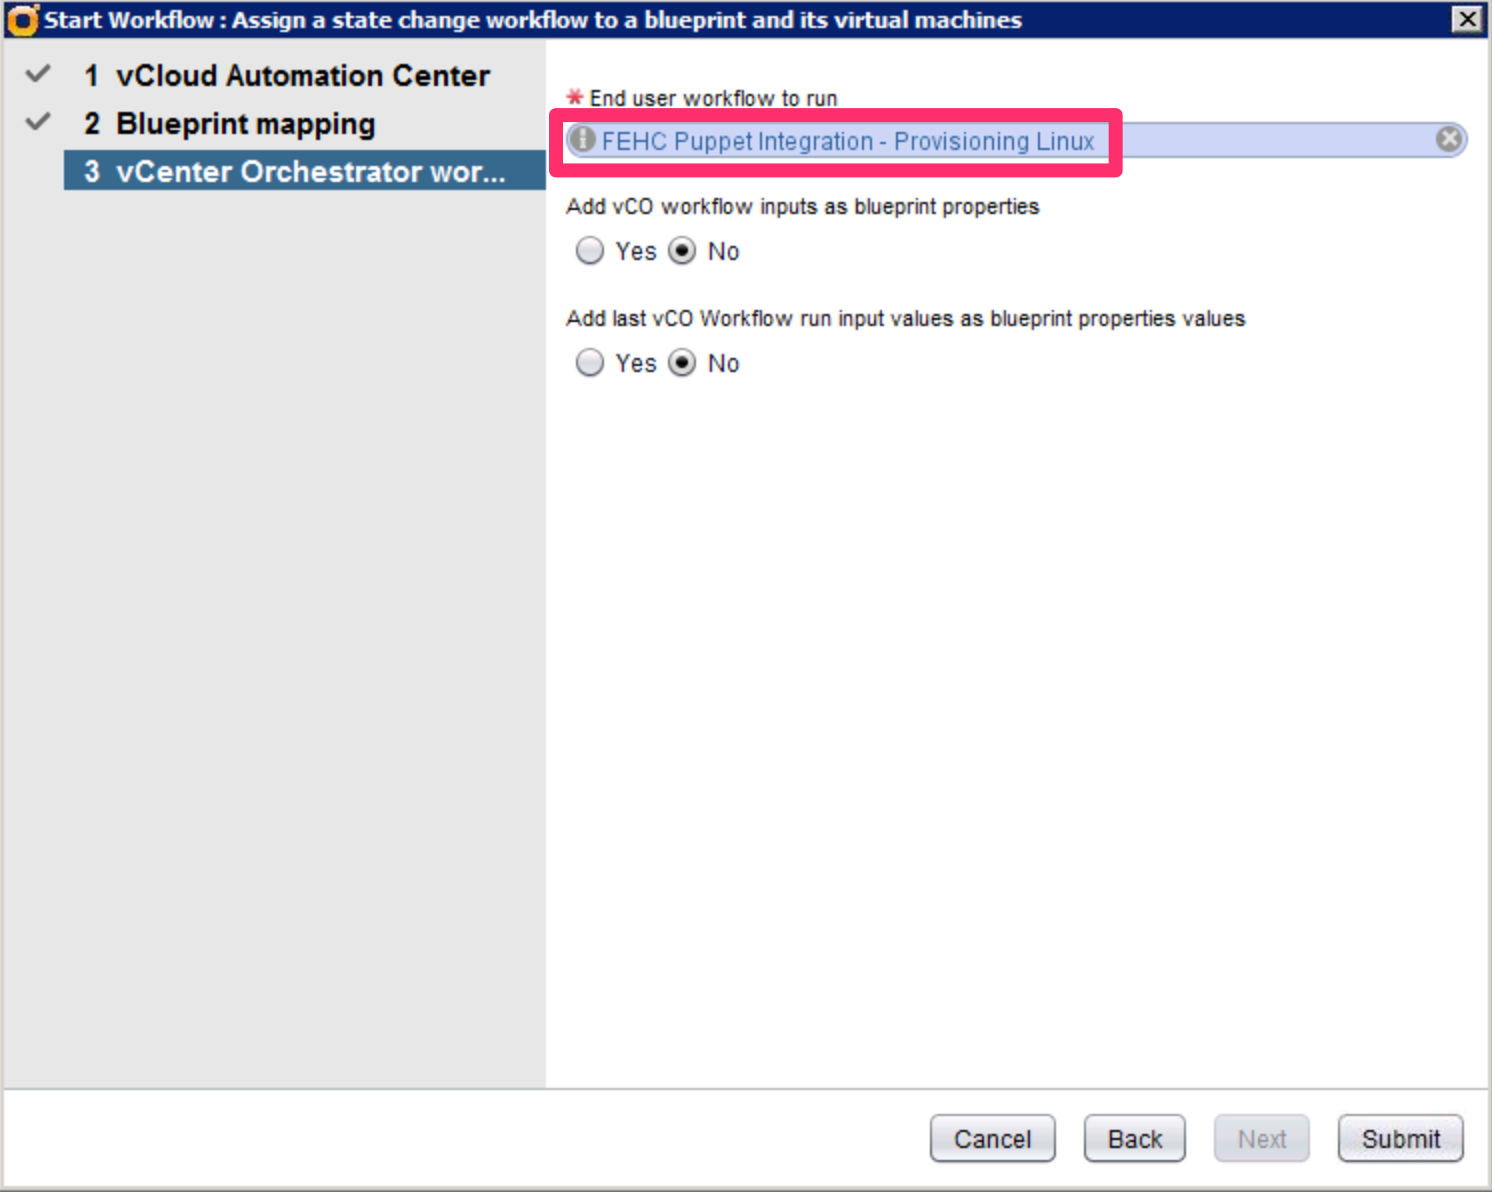 Start Workflow : Assign a state change workflow to a blueprint and its virtual machines
1 vCloud Automation Center
2 Blueprint mapping
3 vCenter Orchestrator wor...
* End user workflow to run
FEHC Puppet Integration - Provisioning Linux
Add vCO workflow inputs as blueprint properties
Yes No
Add last vCO Workflow run input values as blueprint properties values
Yes No
Cancel Back Next Submit